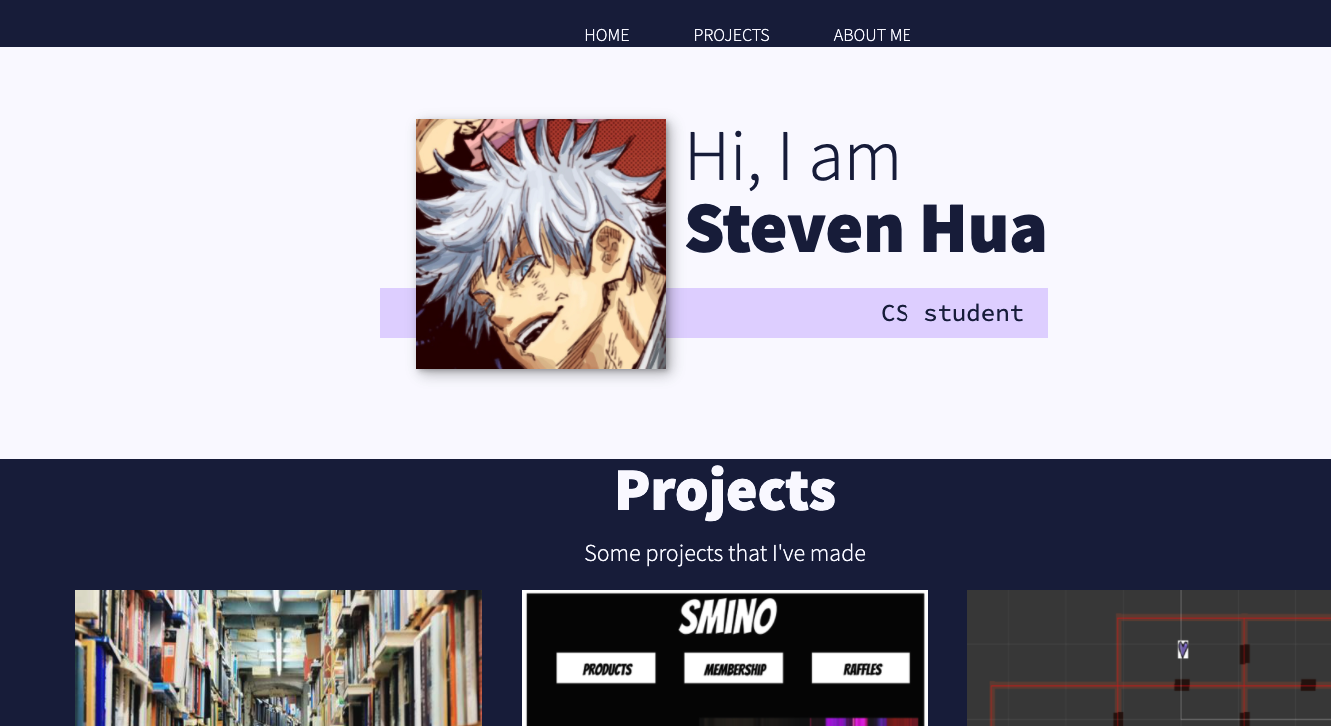 HOME PROJECTS ABOUT ME
Hi, I am
Steven Hua
CS student
Projects
Some projects that I've made
SMINO
PRODUCTS MEMBERSHIP RAFFLES